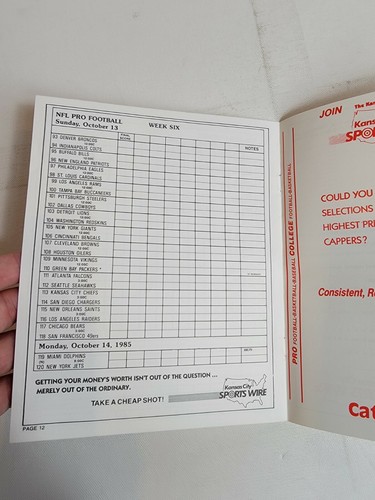 NFL PRO FOOTBALL
Sunday, October 13
WEEK SIX
NOTES
93 DENVER BRONCOS
94 INDIANAPOLIS COLTS
95 BUFFALO BILLS
96 NEW ENGLAND PATRIOTS
97 PHILADELPHIA EAGLES
98 ST. LOUIS CARDINALS
99 LOS ANGELES RAMS
100 TAMPA BAY BUCCANEERS
101 PITTSBURGH STEELERS
102 DALLAS COWBOYS
103 DETROIT LIONS
104 WASHINGTON REDSKINS
105 NEW YORK GIANTS
106 CINCINNATI BENGALS
107 CLEVELAND BROWNS
108 HOUSTON OILERS
109 MINNESOTA VIKINGS
110 GREEN BAY PACKERS *
111 ATLANTA FALCONS
112 SEATTLE SEAHAWKS
113 KANSAS CITY CHIEFS
114 SAN DIEGO CHARGERS
115 NEW ORLEANS SAINTS
116 LOS ANGELES RAIDERS
117 CHICAGO BEARS
118 SAN FRANCISCO 49ers
Monday, October 14, 1985
119 MIAMI DOLPHINS
120 NEW YORK JETS
GETTING YOUR MONEY'S WORTH ISN'T OUT OF THE QUESTION ...
MERELY OUT OF THE ORDINARY.
TAKE A CHEAP SHOT!
Kansas City's
SPORTS WIRE
PAGE 12
PRO FOOTBALL-BASKETBALL-BASEBALL COLLEGE FOOTBALL-BASKETBALL
JOIN
The Kan
Kansa
SPO
COULD YOU
SELECTIONS
HIGHEST PRI
CAPPERS?
Consistent, R
Cat